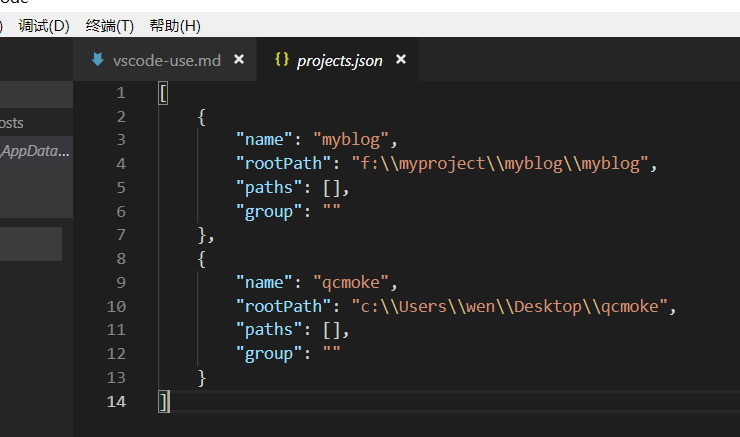 调试(D) 终端(T) 帮助(H)
vscode-use.md × {} projects.json ×
osts
AppData...
1 [
2 {
3 "name": "myblog",
4 "rootPath": "f:\\myproject\\myblog\\myblog",
5 "paths": [],
6 "group": ""
7 },
8 {
9 "name": "qcmoke",
10 "rootPath": "c:\\Users\\wen\\Desktop\\qcmoke",
11 "paths": [],
12 "group": ""
13 }
14 ]